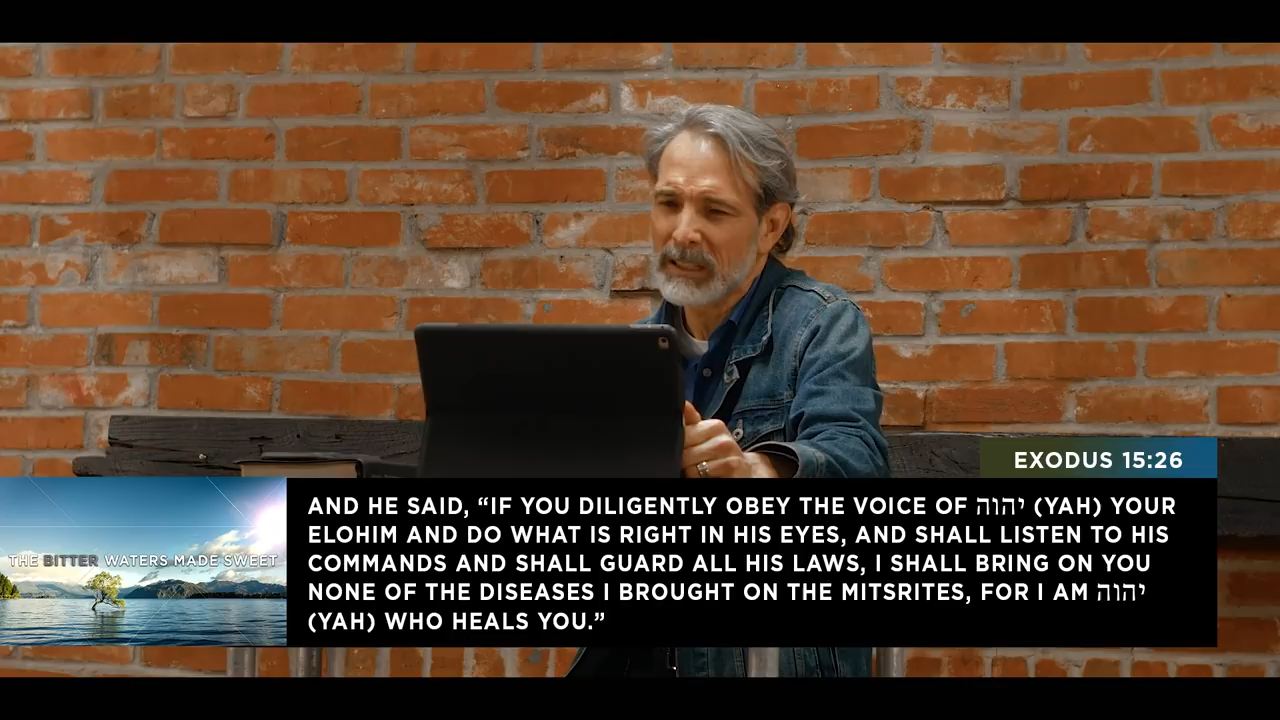 EXODUS 15:26
AND HE SAID, “IF YOU DILIGENTLY OBEY THE VOICE OF יהוה (YAH) YOUR
ELOHIM AND DO WHAT IS RIGHT IN HIS EYES, AND SHALL LISTEN TO HIS
COMMANDS AND SHALL GUARD ALL HIS LAWS, I SHALL BRING ON YOU
NONE OF THE DISEASES I BROUGHT ON THE MITSRITES, FOR I AM יהוה
(YAH) WHO HEALS YOU.”
THE BITTER WATERS MADE SWEET